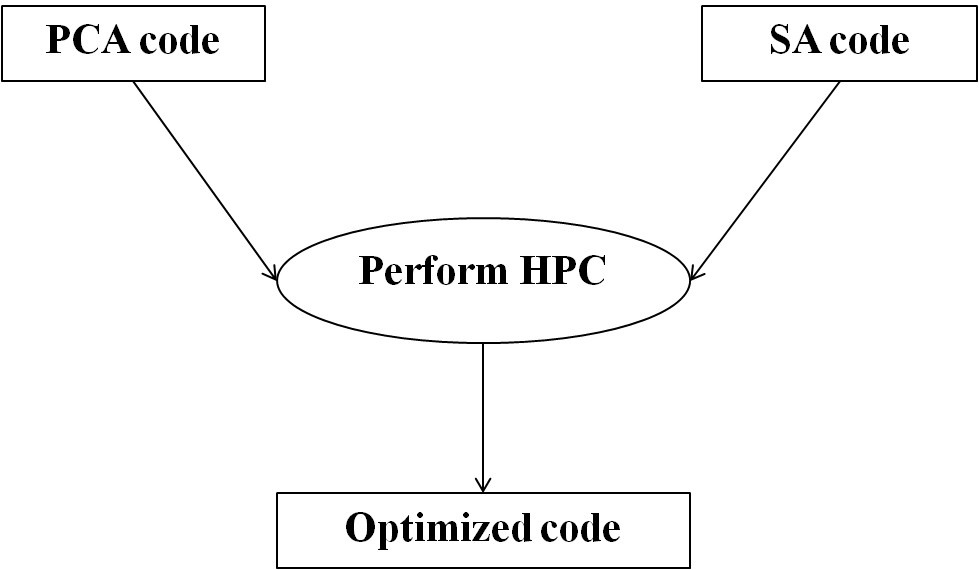 PCA code
SA code
Perform HPC
Optimized code